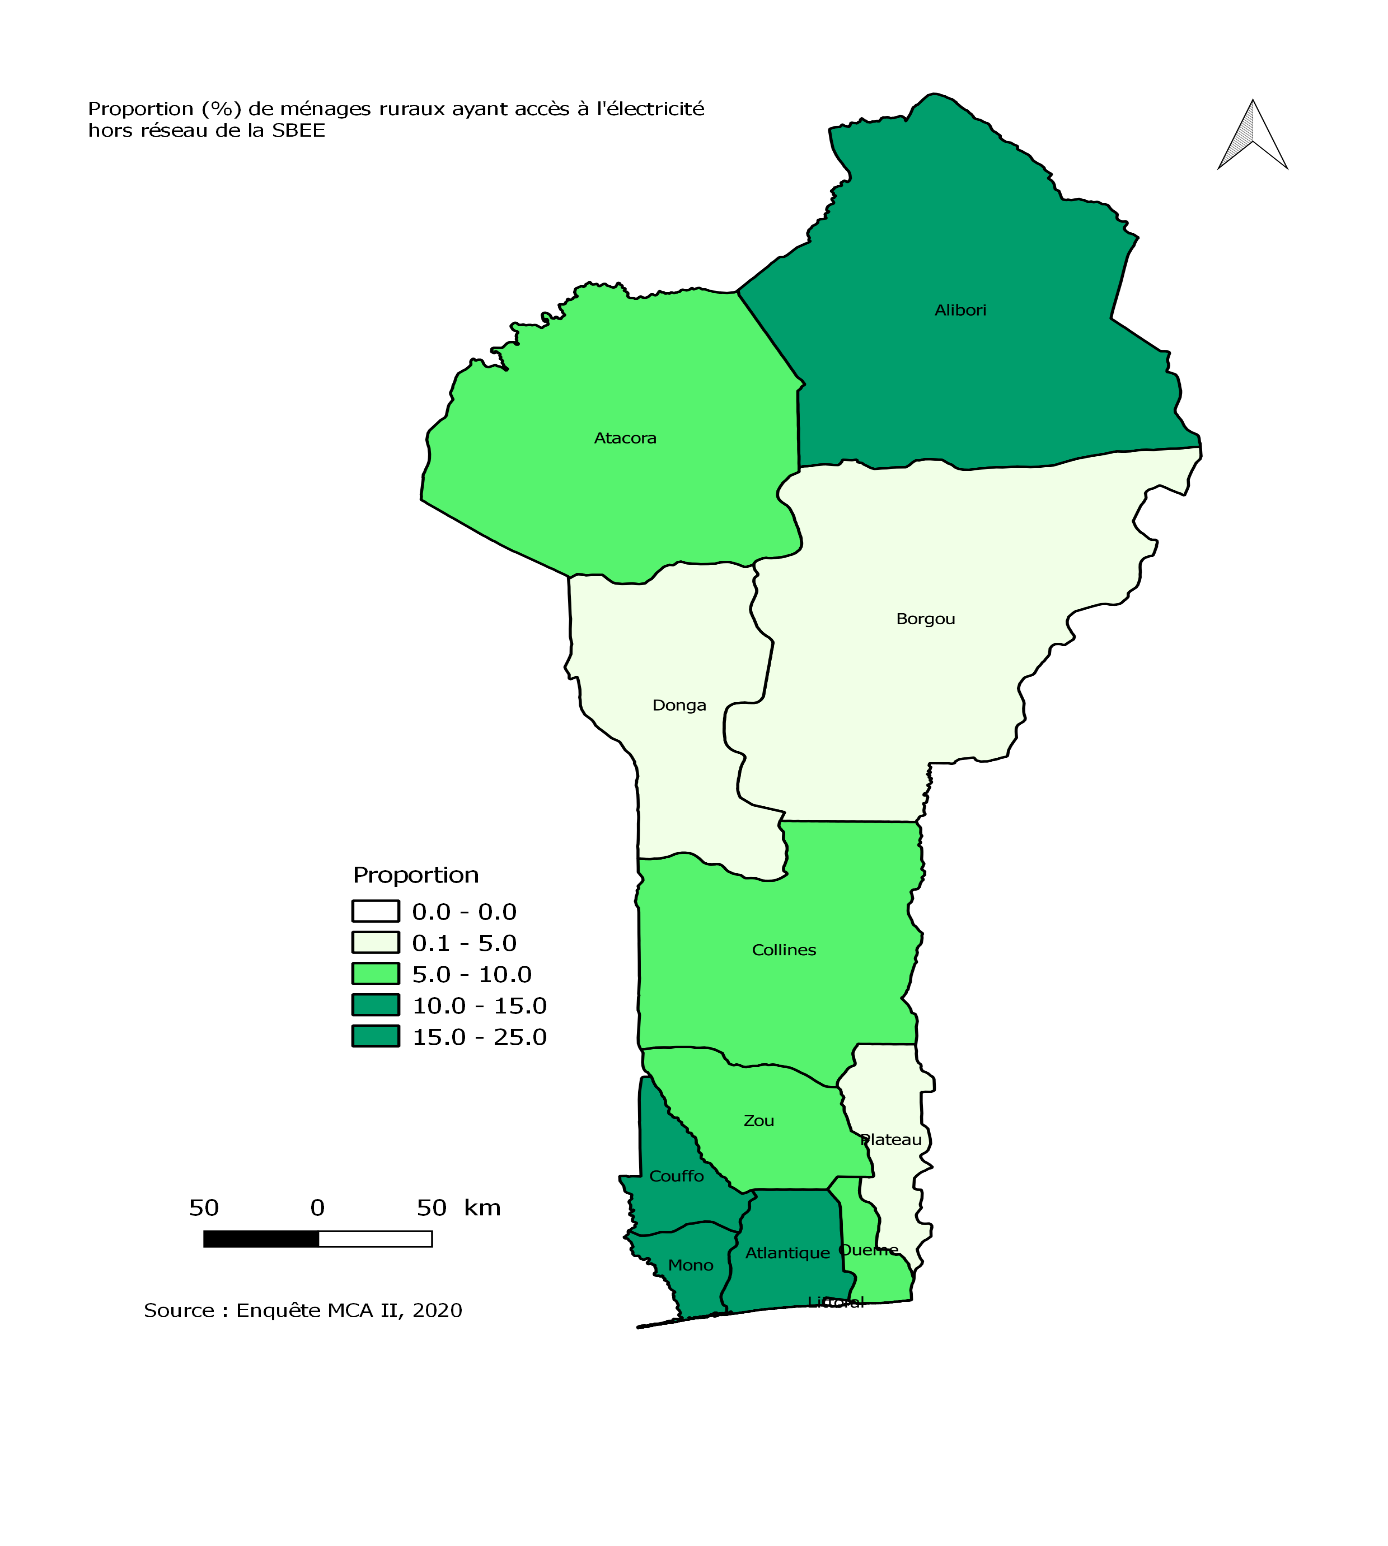 Proportion (%) de ménages ruraux ayant accès à l'électricité
hors réseau de la SBEE
Alibori
Atacora
Borgou
Donga
Proportion
0.0 - 0.0
0.1 - 5.0
5.0 - 10.0
10.0 - 15.0
15.0 - 25.0
Collines
Zou
Plateau
Couffo
50 0 50 km
Atlantique
Oueme
Mono
Littoral
Source : Enquête MCA II, 2020